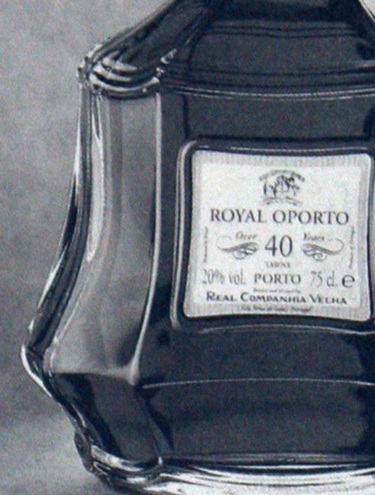 ROYAL OPORTO
Over 40 Years
TAWNY
20% vol. PORTO 75 cl. e
REAL COMPANHIA VELHA